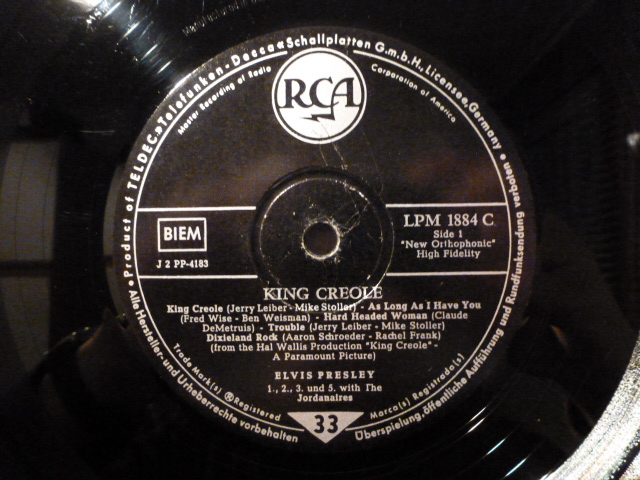 • Product of TELDEC »Telefunken - Decca« Schallplatten G.m.b.H., Licensee, Germany •
Master Recording of Radio
Corporation of America
RCA
BIEM
J 2 PP-4183
LPM 1884 C
Side 1
"New Orthophonic"
High Fidelity
KING CREOLE
King Creole (Jerry Leiber - Mike Stoller) - As Long As I Have You
(Fred Wise - Ben Weisman) - Hard Headed Woman (Claude
DeMetruis) - Trouble (Jerry Leiber - Mike Stoller)
Dixieland Rock (Aaron Schroeder - Rachel Frank)
(from the Hal Wallis Production "King Creole" -
A Paramount Picture)
ELVIS PRESLEY
1., 2., 3. und 5. with The
Jordanaires
Trade Mark(s) ® Registered
Marca(s) Registrada(s)
33
Alle Hersteller- und Urheberrechte vorbehalten
Überspielung, öffentliche Aufführung und Rundfunksendung verboten